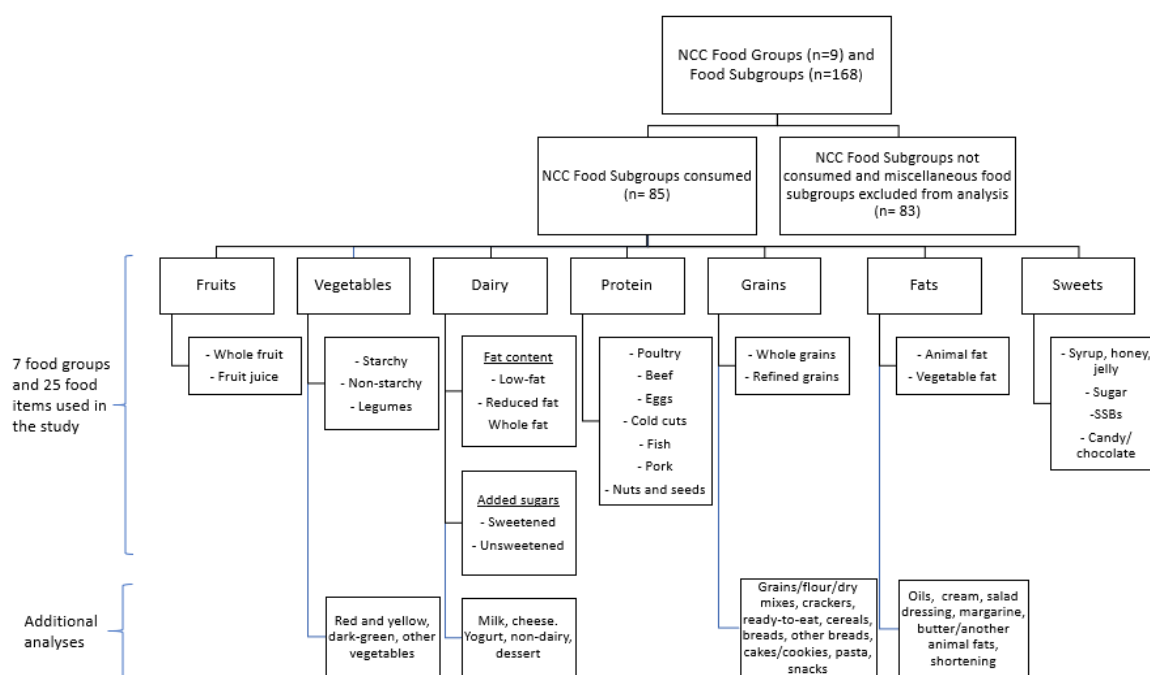 NCC Food Groups (n=9) and
Food Subgroups (n=168)
NCC Food Subgroups consumed
(n= 85)
NCC Food Subgroups not
consumed and miscellaneous food
subgroups excluded from analysis
(n= 83)
7 food groups
and 25 food
items used in
the study
Fruits
Vegetables
Dairy
Protein
Grains
Fats
Sweets
- Whole fruit
- Fruit juice
- Starchy
- Non-starchy
- Legumes
Fat content
- Low-fat
- Reduced fat
Whole fat
Added sugars
- Sweetened
- Unsweetened
- Poultry
- Beef
- Eggs
- Cold cuts
- Fish
- Pork
- Nuts and seeds
- Whole grains
- Refined grains
- Animal fat
- Vegetable fat
- Syrup, honey,
jelly
- Sugar
-SSBs
- Candy/
chocolate
Additional
analyses
Red and yellow,
dark-green, other
vegetables
Milk, cheese.
Yogurt, non-dairy,
dessert
Grains/flour/dry
mixes, crackers,
ready-to-eat, cereals,
breads, other breads,
cakes/cookies, pasta,
snacks
Oils, cream, salad
dressing, margarine,
butter/another
animal fats,
shortening